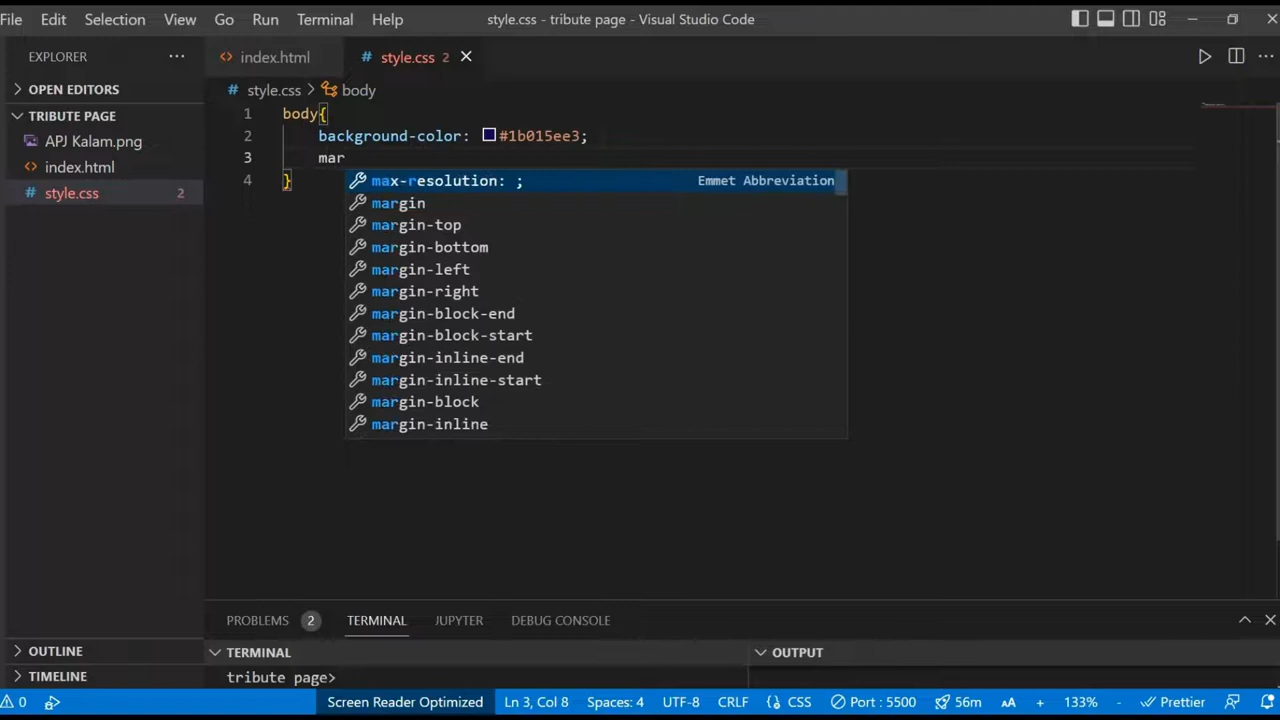 File Edit Selection View Go Run Terminal Help style.css - tribute page - Visual Studio Code
EXPLORER ··· index.html # style.css 2
OPEN EDITORS
# style.css > body
TRIBUTE PAGE
APJ Kalam.png
index.html
# style.css 2
1 body{
2 background-color: #1b015ee3;
3 mar
4 }
max-resolution: ; Emmet Abbreviation
margin
margin-top
margin-bottom
margin-left
margin-right
margin-block-end
margin-block-start
margin-inline-end
margin-inline-start
margin-block
margin-inline
PROBLEMS 2 TERMINAL JUPYTER DEBUG CONSOLE
OUTLINE
TIMELINE
TERMINAL OUTPUT
tribute page>
0 Screen Reader Optimized Ln 3, Col 8 Spaces: 4 UTF-8 CRLF {} CSS Port : 5500 56m AA + 133% - Prettier